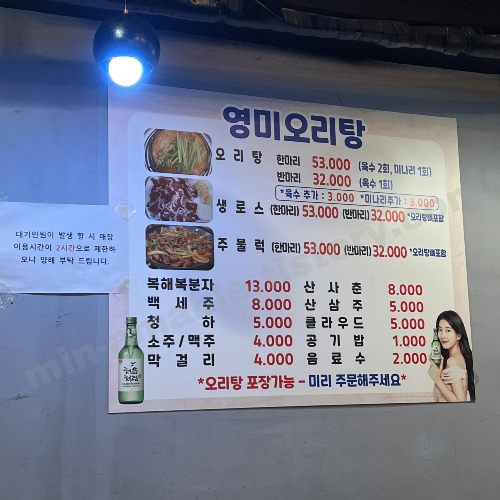 영미오리탕
오리탕 한마리 53.000 (육수 2회, 미나리 1회)
반마리 32.000 (육수 1회)
*육수 추가 : 3.000 *미나리추가 : 3.000
생로스 (한마리) 53.000 (반마리) 32.000 *오리탕뼈포함
주물럭 (한마리) 53.000 (반마리) 32.000 *오리탕뼈포함
대기인원이 발생 할 시 매장
이용시간이 2시간으로 제한하
오니 양해 부탁 드립니다.
복해복분자 13.000 산사춘 8.000
백세주 8.000 산삼주 5.000
청하 5.000 클라우드 5.000
소주/맥주 4.000 공기밥 1.000
막걸리 4.000 음료수 2.000
*오리탕 포장가능 - 미리 주문해주세요*
처음처럼